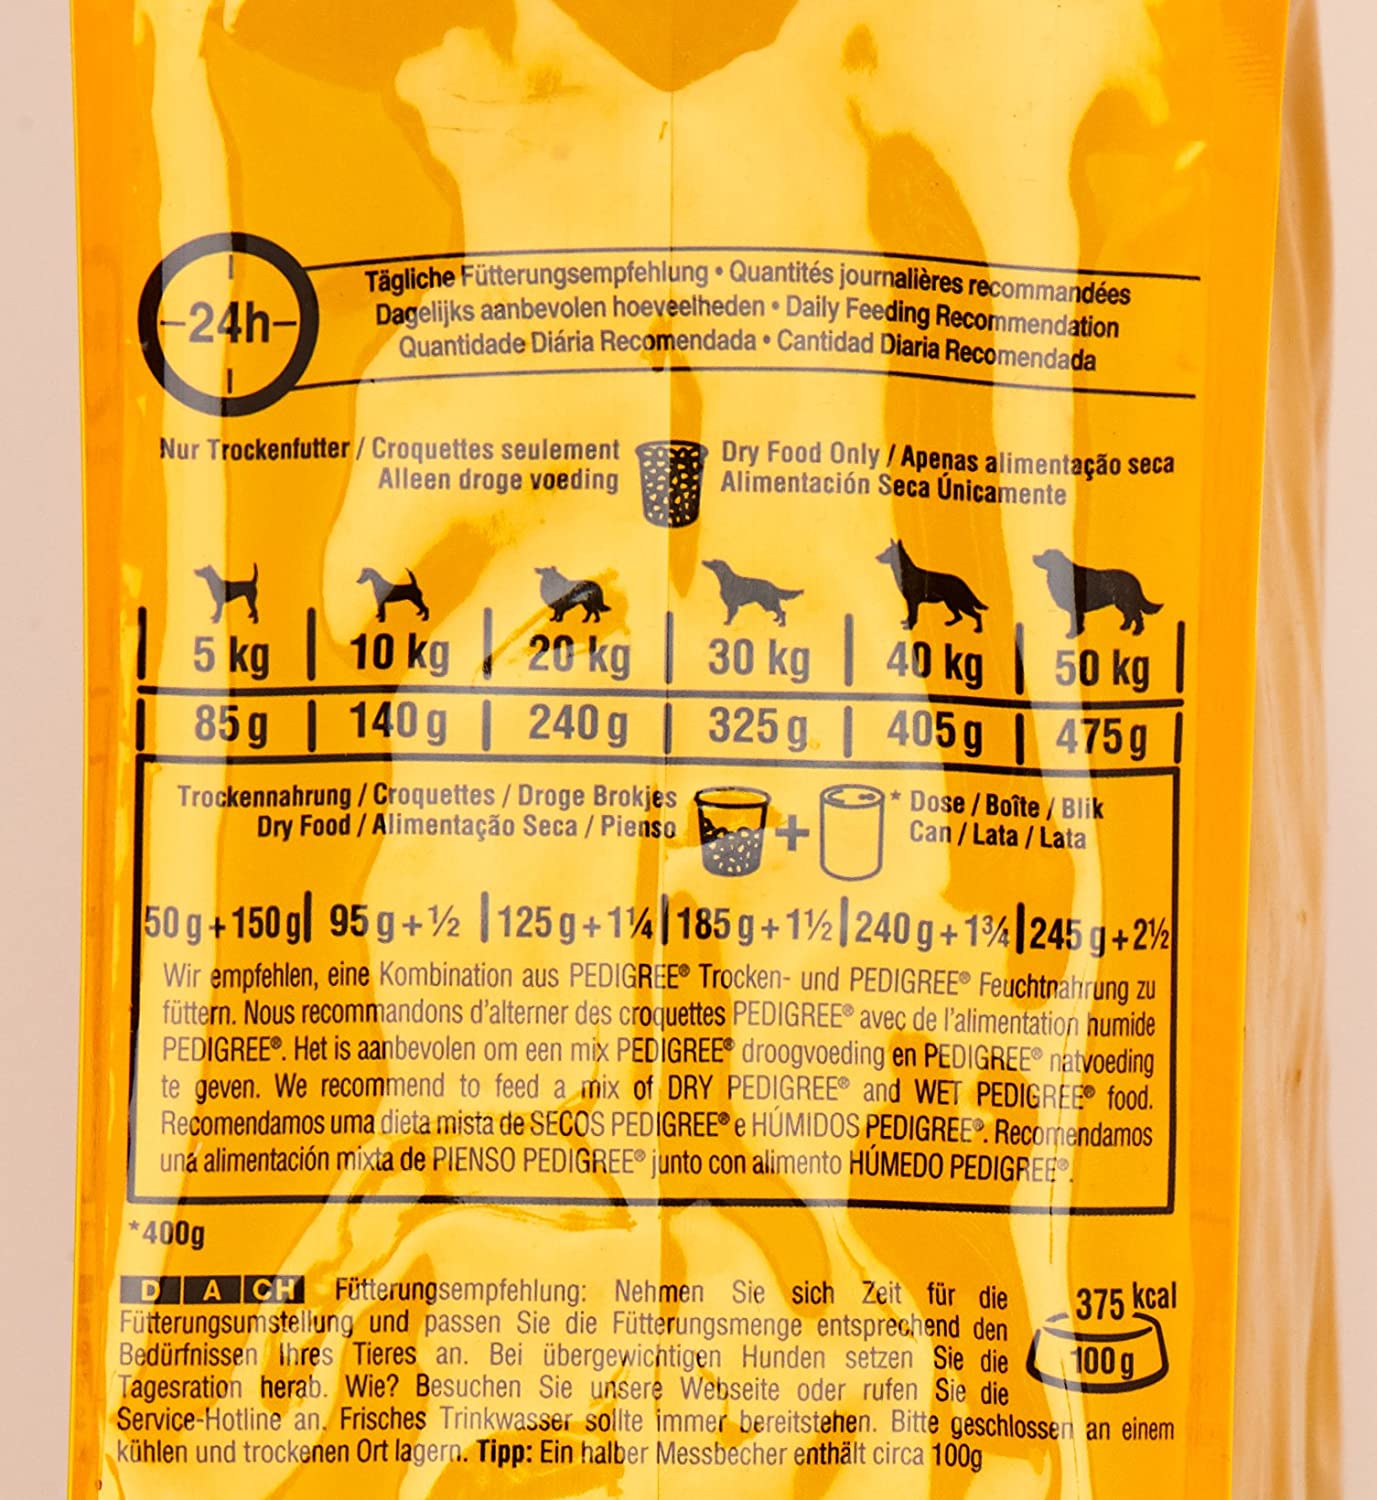 24h
Tägliche Fütterungsempfehlung • Quantités journalières recommandées
Dagelijks aanbevolen hoeveelheden • Daily Feeding Recommendation
Quantidade Diária Recomendada • Cantidad Diaria Recomendada
Nur Trockenfutter / Croquettes seulement
Alleen droge voeding
Dry Food Only / Apenas alimentação seca
Alimentación Seca Únicamente
5 kg | 10 kg | 20 kg | 30 kg | 40 kg | 50 kg
85 g | 140 g | 240 g | 325 g | 405 g | 475 g
Trockennahrung / Croquettes / Droge Brokjes
Dry Food / Alimentação Seca / Pienso
+
* Dose / Boîte / Blik
Can / Lata / Lata
50 g + 150 g | 95 g + ½ | 125 g + 1¼ | 185 g + 1½ | 240 g + 1¾ | 245 g + 2½
Wir empfehlen, eine Kombination aus PEDIGREE® Trocken- und PEDIGREE® Feuchtnahrung zu
füttern. Nous recommandons d'alterner des croquettes PEDIGREE® avec de l'alimentation humide
PEDIGREE®. Het is aanbevolen om een mix PEDIGREE® droogvoeding en PEDIGREE® natvoeding
te geven. We recommend to feed a mix of DRY PEDIGREE® and WET PEDIGREE® food.
Recomendamos uma dieta mista de SECOS PEDIGREE® e HÚMIDOS PEDIGREE®. Recomendamos
una alimentación mixta de PIENSO PEDIGREE® junto con alimento HÚMEDO PEDIGREE®.
*400g
D A CH Fütterungsempfehlung: Nehmen Sie sich Zeit für die
Fütterungsumstellung und passen Sie die Fütterungsmenge entsprechend den
Bedürfnissen Ihres Tieres an. Bei übergewichtigen Hunden setzen Sie die
Tagesration herab. Wie? Besuchen Sie unsere Webseite oder rufen Sie die
Service-Hotline an. Frisches Trinkwasser sollte immer bereitstehen. Bitte geschlossen an einem
kühlen und trockenen Ort lagern. Tipp: Ein halber Messbecher enthält circa 100g
375 kcal
100 g